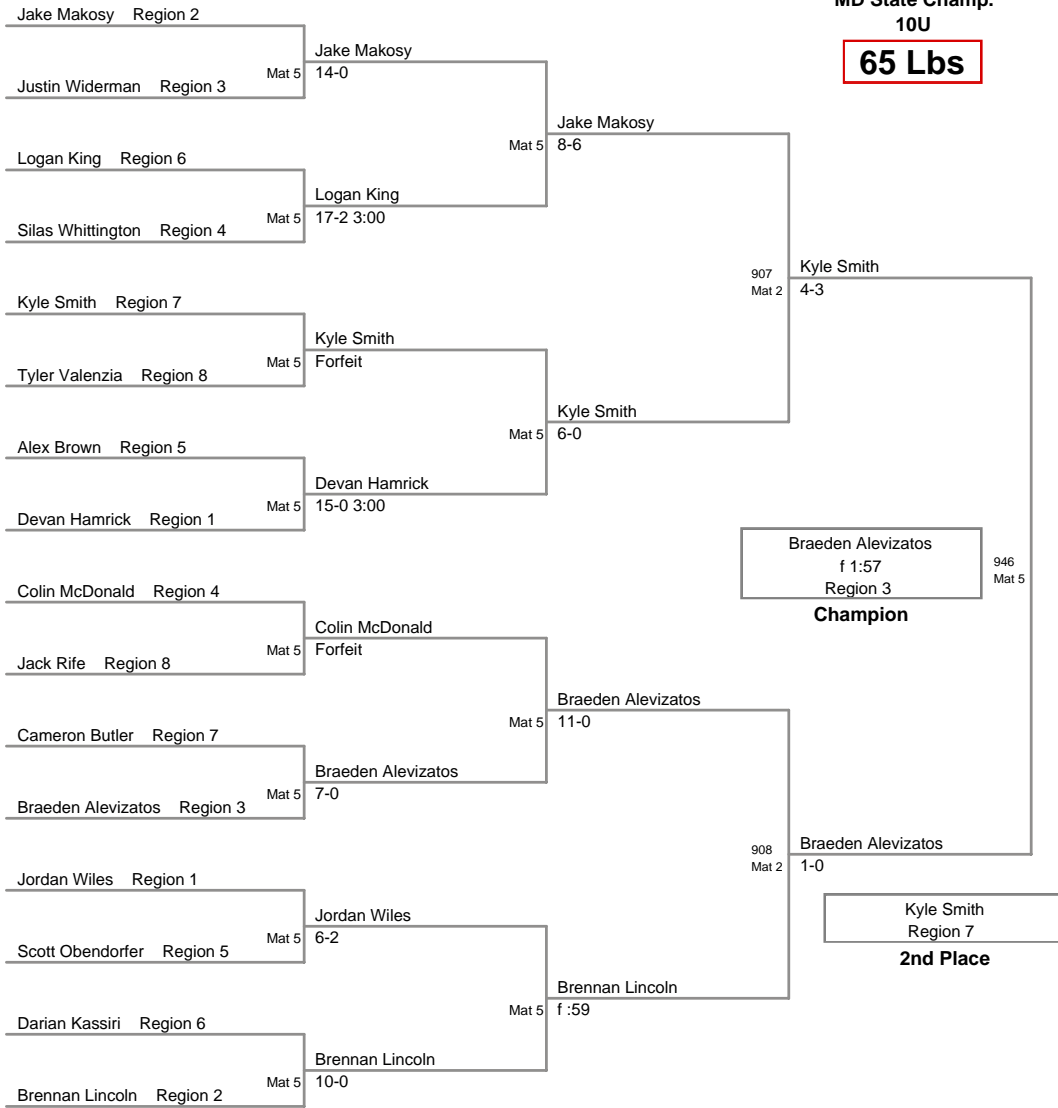 MD State Champ.
10U
65 Lbs
Jake Makosy Region 2
Jake Makosy
Mat 5 14-0
Justin Widerman Region 3
Jake Makosy
Mat 5 8-6
Logan King Region 6
Logan King
Mat 5 17-2 3:00
Silas Whittington Region 4
Kyle Smith
907
Mat 2 4-3
Kyle Smith Region 7
Kyle Smith
Mat 5 Forfeit
Tyler Valenzia Region 8
Kyle Smith
Mat 5 6-0
Alex Brown Region 5
Devan Hamrick
Mat 5 15-0 3:00
Devan Hamrick Region 1
Braeden Alevizatos
f 1:57
Region 3
Champion
946
Mat 5
Colin McDonald Region 4
Colin McDonald
Mat 5 Forfeit
Jack Rife Region 8
Braeden Alevizatos
Mat 5 11-0
Cameron Butler Region 7
Braeden Alevizatos
Mat 5 7-0
Braeden Alevizatos Region 3
Braeden Alevizatos
908
Mat 2 1-0
Jordan Wiles Region 1
Jordan Wiles
Mat 5 6-2
Scott Obendorfer Region 5
Kyle Smith
Region 7
2nd Place
Brennan Lincoln
Mat 5 f :59
Darian Kassiri Region 6
Brennan Lincoln
Mat 5 10-0
Brennan Lincoln Region 2